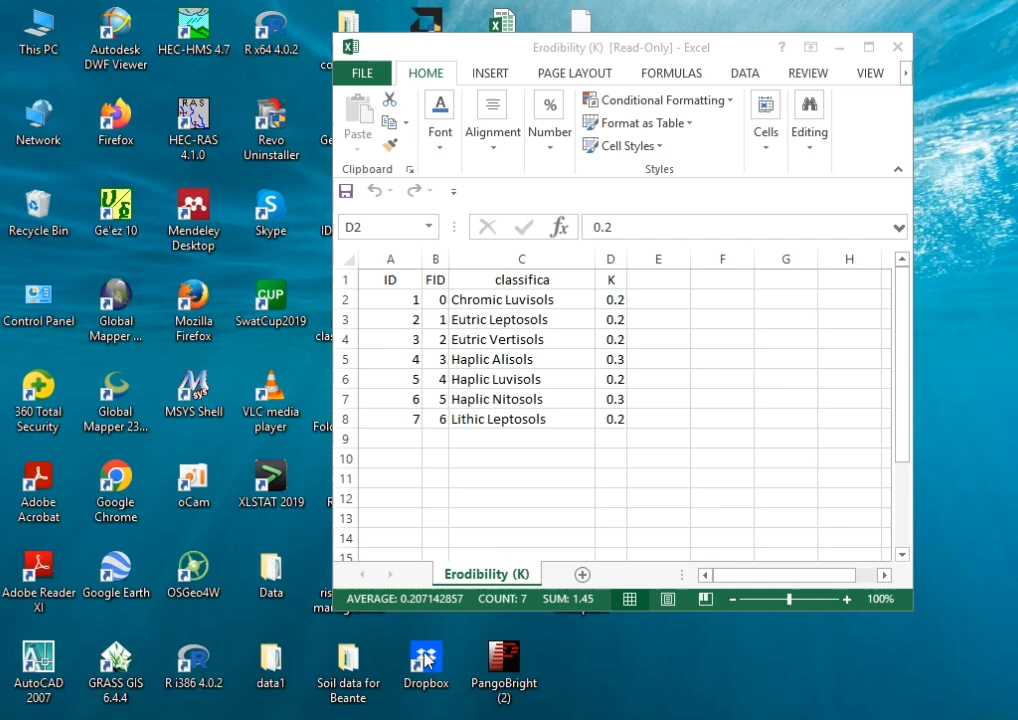 This PC
Autodesk
DWF Viewer
HEC-HMS 4.7
R x64 4.0.2
Network
Firefox
RAS
HEC-RAS
4.1.0
Revo
Uninstaller
Recycle Bin
Ge'ez 10
Mendeley
Desktop
Skype
Control Panel
Global
Mapper ...
Mozilla
Firefox
CUP
SwatCup2019
360 Total
Security
Global
Mapper 23...
MSYS Shell
VLC media
player
Adobe
Acrobat
Google
Chrome
oCam
XLSTAT 2019
Adobe Reader
XI
Google Earth
OSGeo4W
Data
AutoCAD
2007
GRASS GIS
6.4.4
R i386 4.0.2
data1
Soil data for
Beante
Dropbox
PangoBright
(2)
Erodibility (K) [Read-Only] - Excel
?
FILE
HOME
INSERT
PAGE LAYOUT
FORMULAS
DATA
REVIEW
VIEW
Paste
Clipboard
Font
Alignment
%
Number
Conditional Formatting
Format as Table
Cell Styles
Styles
Cells
Editing
D2
fx
0.2
A B C D E F G H
1 ID FID classifica K
2 1 0 Chromic Luvisols 0.2
3 2 1 Eutric Leptosols 0.2
4 3 2 Eutric Vertisols 0.2
5 4 3 Haplic Alisols 0.3
6 5 4 Haplic Luvisols 0.2
7 6 5 Haplic Nitosols 0.3
8 7 6 Lithic Leptosols 0.2
9
10
11
12
13
14
15
Erodibility (K)
AVERAGE: 0.207142857 COUNT: 7 SUM: 1.45
100%